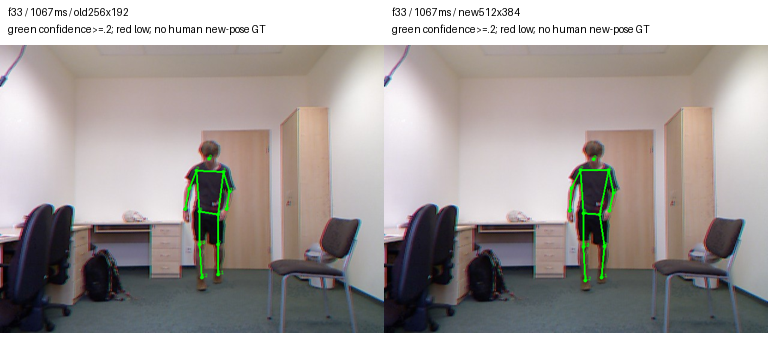 f33 / 1067ms / old256x192
green confidence>=.2; red low; no human new-pose GT
f33 / 1067ms / new512x384
green confidence>=.2; red low; no human new-pose GT